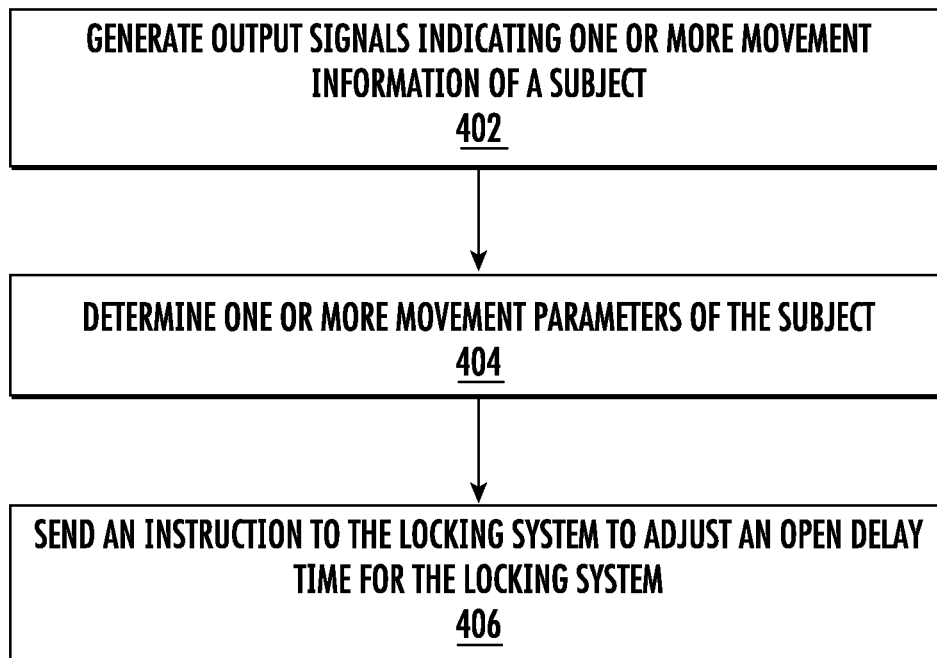 GENERATE OUTPUT SIGNALS INDICATING ONE OR MORE MOVEMENT
INFORMATION OF A SUBJECT
402
DETERMINE ONE OR MORE MOVEMENT PARAMETERS OF THE SUBJECT
404
SEND AN INSTRUCTION TO THE LOCKING SYSTEM TO ADJUST AN OPEN DELAY
TIME FOR THE LOCKING SYSTEM
406